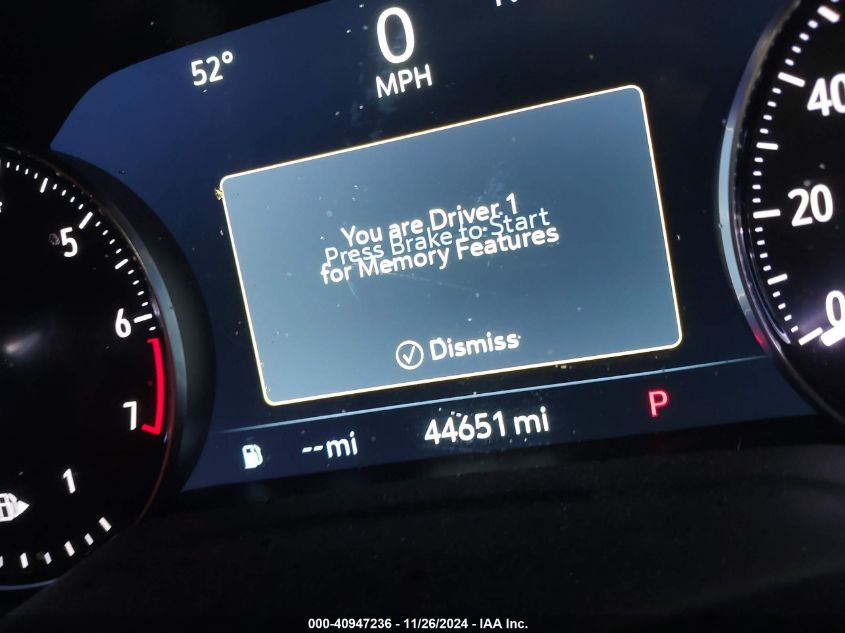 52°
0
MPH
You are Driver 1
Press Brake to Start
for Memory Features
Dismiss
--mi
44651 mi
P
5
6
7
1
40
20
0
000-40947236 - 11/26/2024 - IAA Inc.